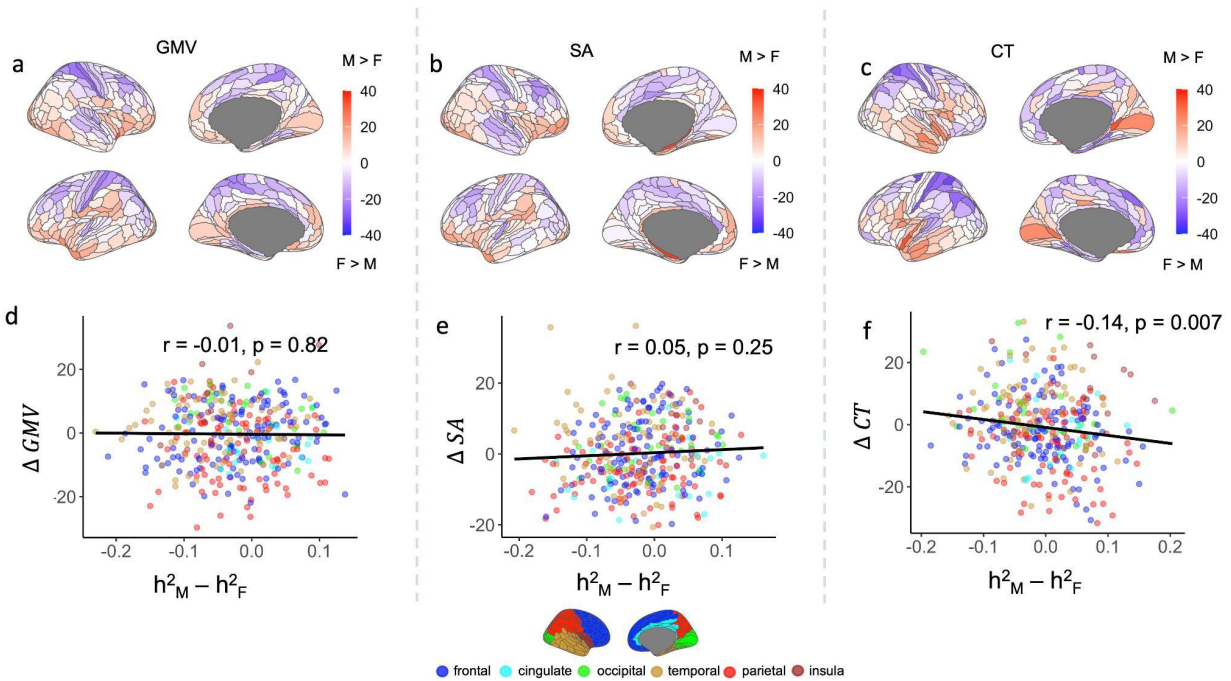 GMV
a
M > F
40
20
0
-20
-40
F > M
SA
b
M > F
40
20
0
-20
-40
F > M
CT
c
M > F
40
20
0
-20
-40
F > M
d
r = -0.01, p = 0.82
Δ GMV
20
0
-20
-0.2
-0.1
0.0
0.1
h²M – h²F
e
r = 0.05, p = 0.25
Δ SA
20
0
-20
-0.2
-0.1
0.0
0.1
h²M – h²F
f
r = -0.14, p = 0.007
Δ CT
20
0
-20
-0.2
-0.1
0.0
0.1
0.2
h²M – h²F
frontal cingulate occipital temporal parietal insula